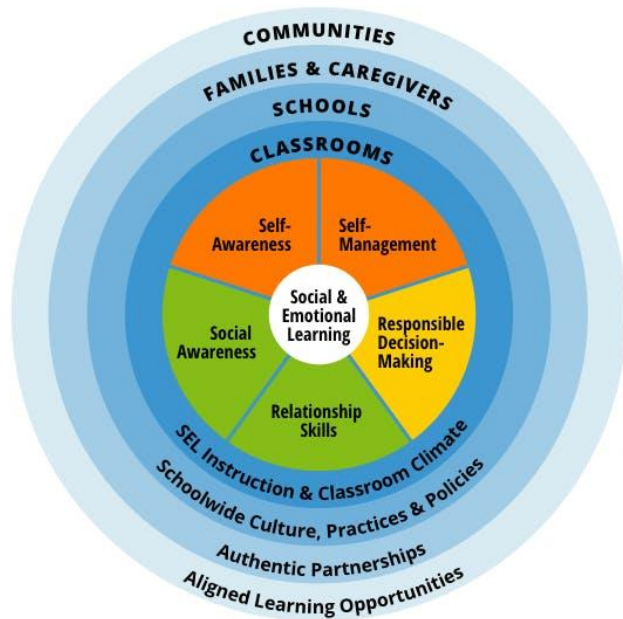 COMMUNITIES
FAMILIES & CAREGIVERS
SCHOOLS
CLASSROOMS
Self-
Awareness
Self-
Management
Social &
Emotional
Learning
Social
Awareness
Responsible
Decision-
Making
Relationship
Skills
SEL Instruction & Classroom Climate
Schoolwide Culture, Practices & Policies
Authentic Partnerships
Aligned Learning Opportunities